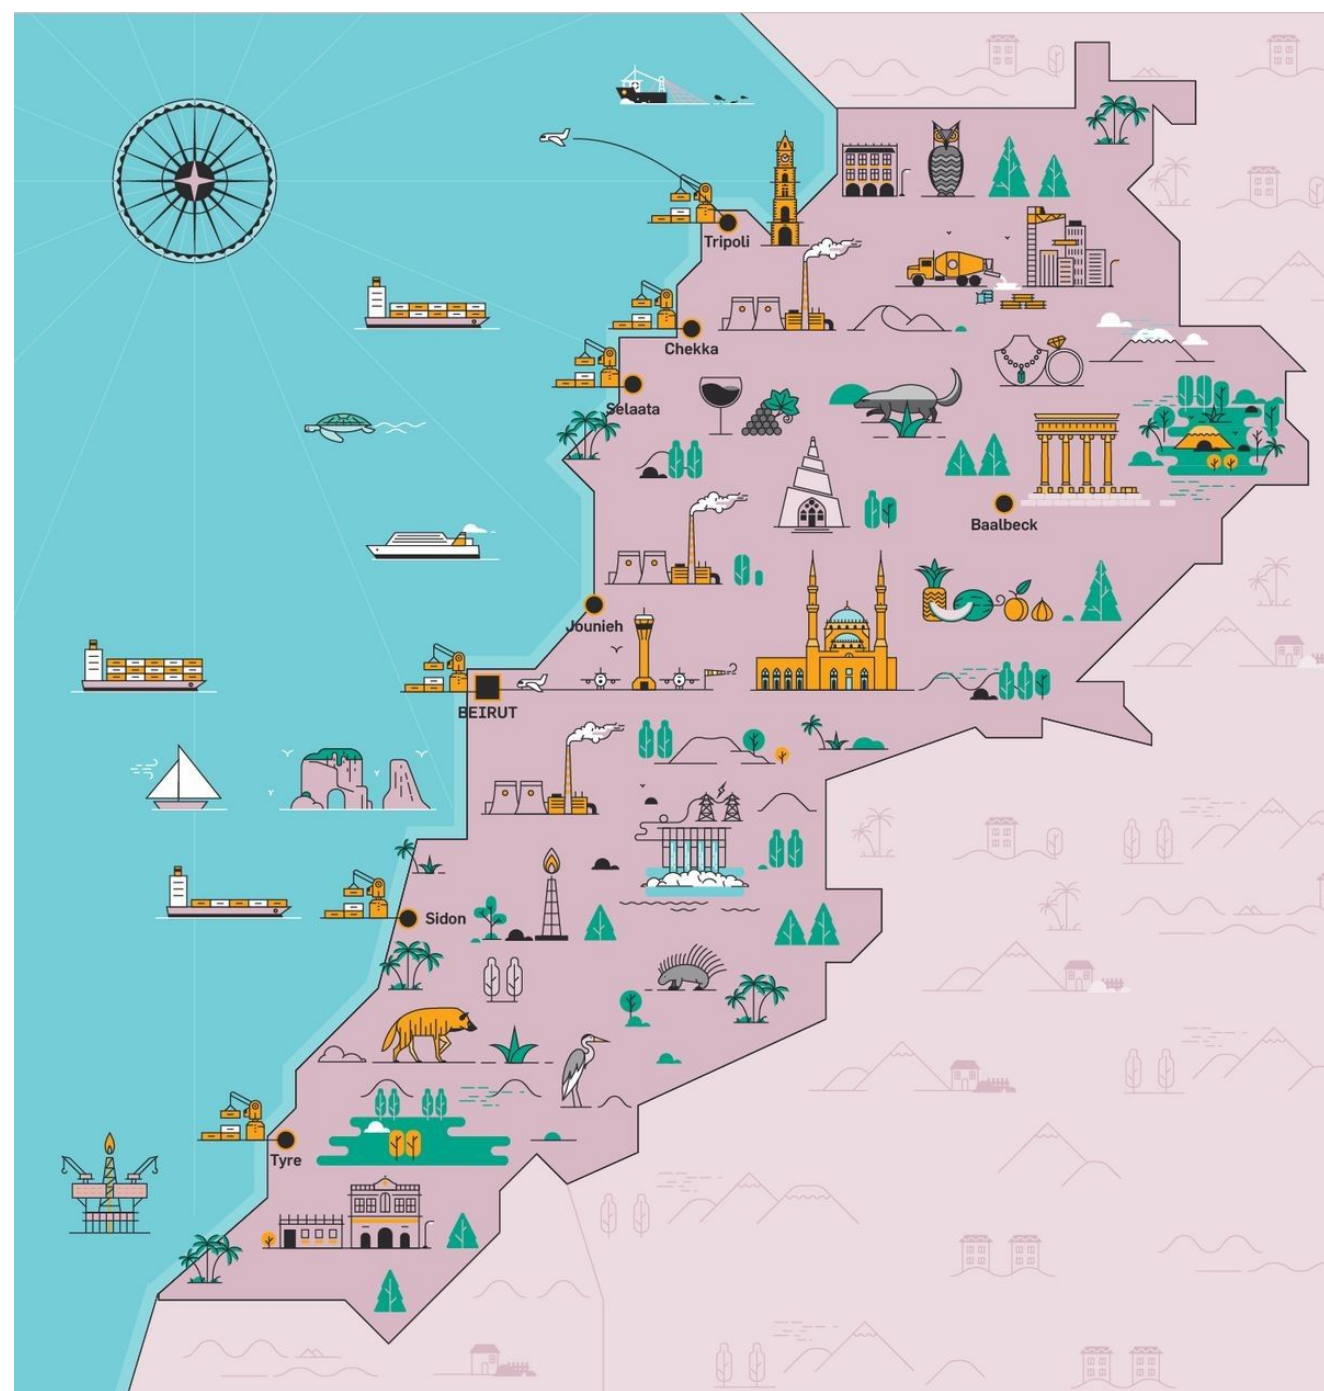 Tripoli
Chekka
Selaata
Baalbeck
Jounieh
BEIRUT
Sidon
Tyre